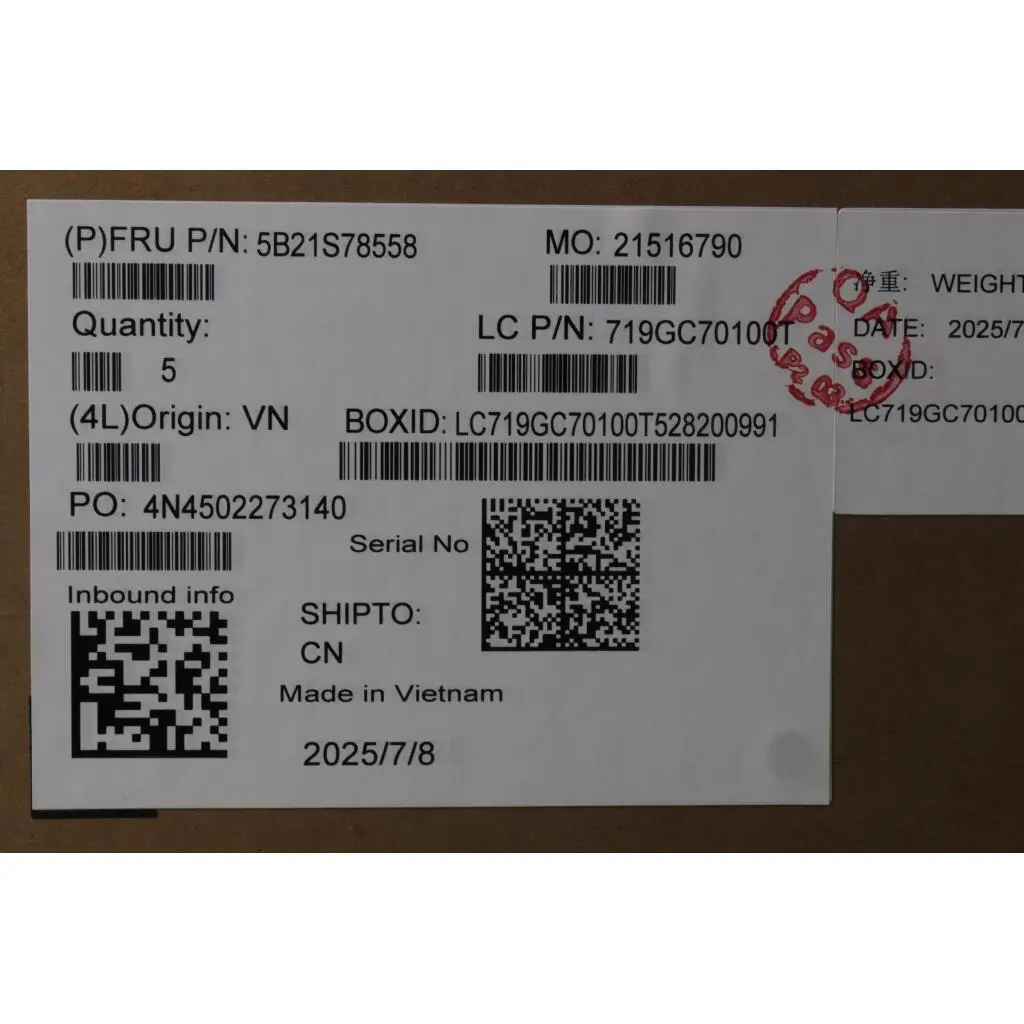 (P)FRU P/N: 5B21S78558
MO: 21516790
Quantity:
5
LC P/N: 719GC70100T
(4L)Origin: VN
BOXID: LC719GC70100T528200991
PO: 4N4502273140
Serial No
Inbound info
SHIPTO:
CN
Made in Vietnam
2025/7/8
净重: WEIGHT
DATE: 2025/7
BOXID:
LC719GC70100
QA
Pass